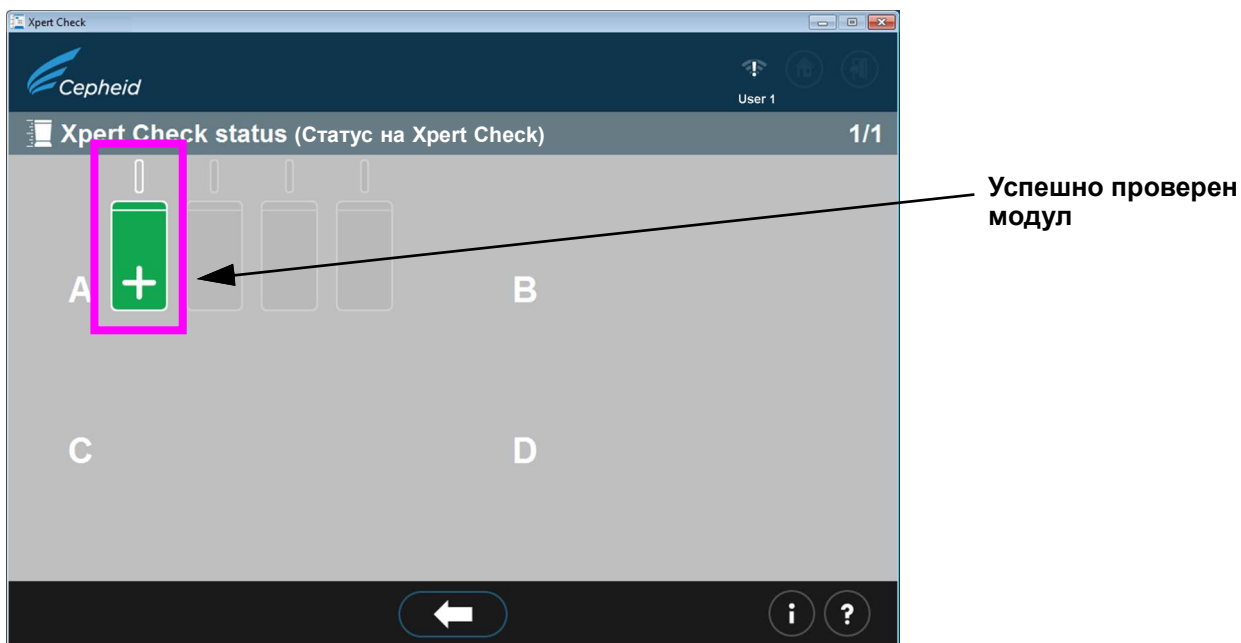 Xpert Check
Cepheid
User 1
Xpert Check status (Статус на Xpert Check) 1/1
Успешно проверен
модул
A B
C D
i ?